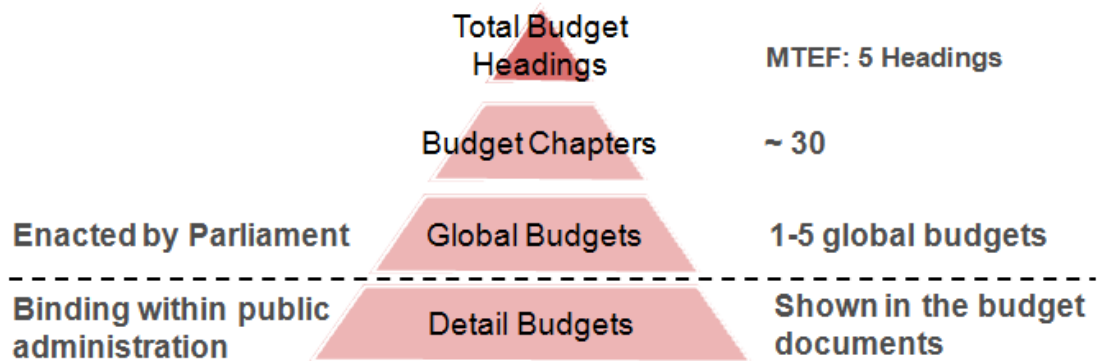 Total Budget
Headings
MTEF: 5 Headings
Budget Chapters
~ 30
Enacted by Parliament
Global Budgets
1-5 global budgets
Binding within public
administration
Detail Budgets
Shown in the budget
documents